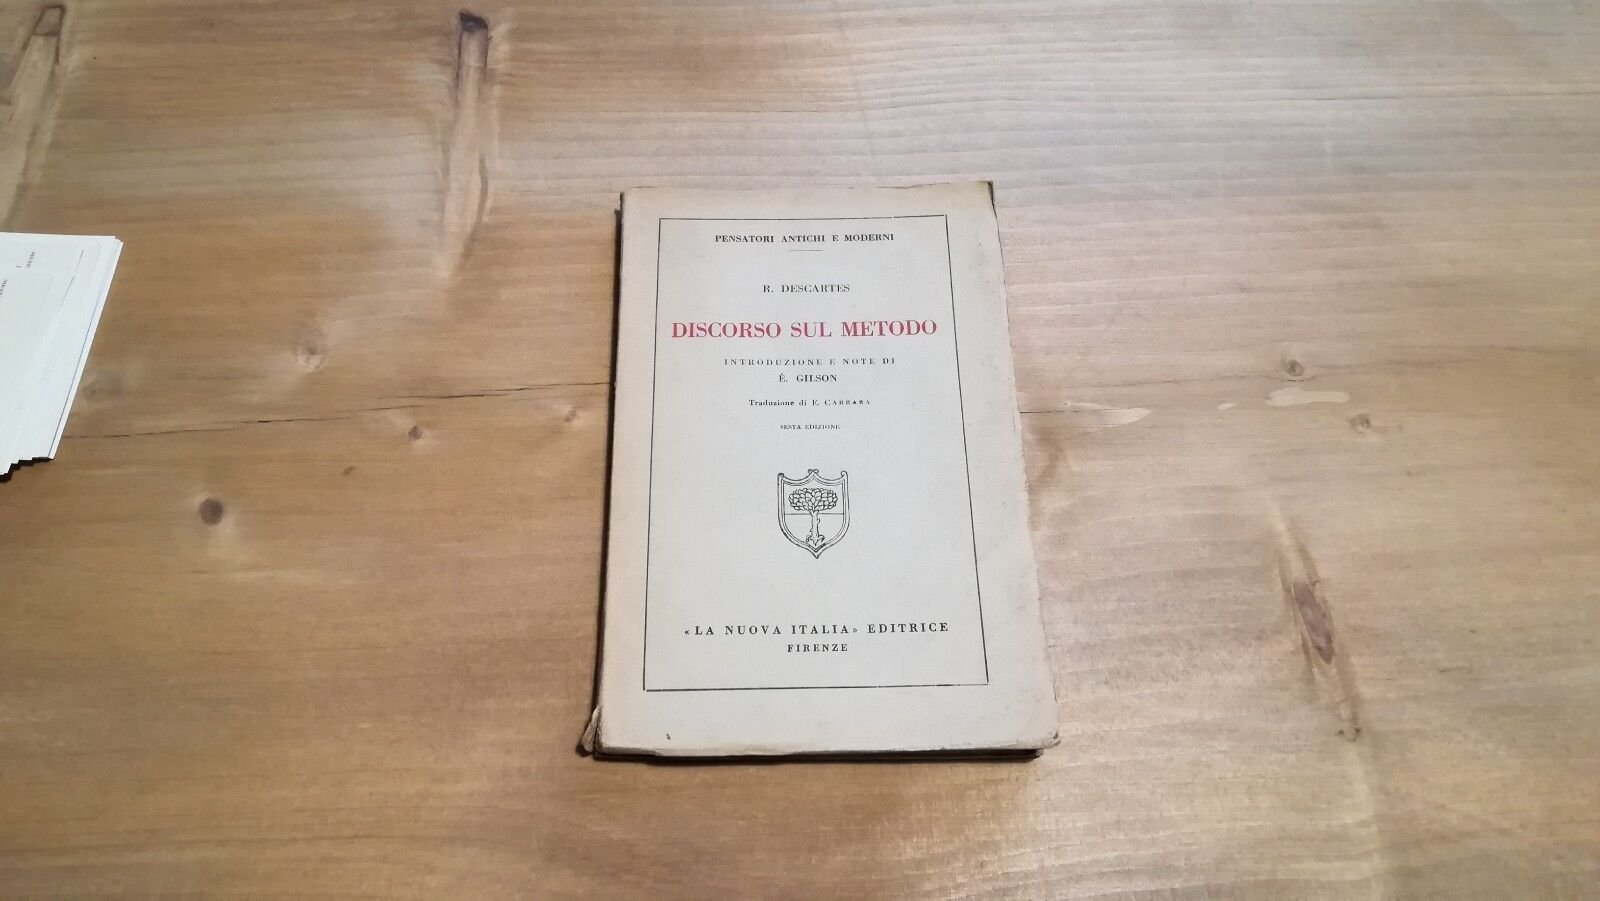 PENSATORI ANTICHI E MODERNI
R. DESCARTES
DISCORSO SUL METODO
INTRODUZIONE E NOTE DI
É. GILSON
Traduzione di E. CARRARA
SESTA EDIZIONE
«LA NUOVA ITALIA» EDITRICE
FIRENZE